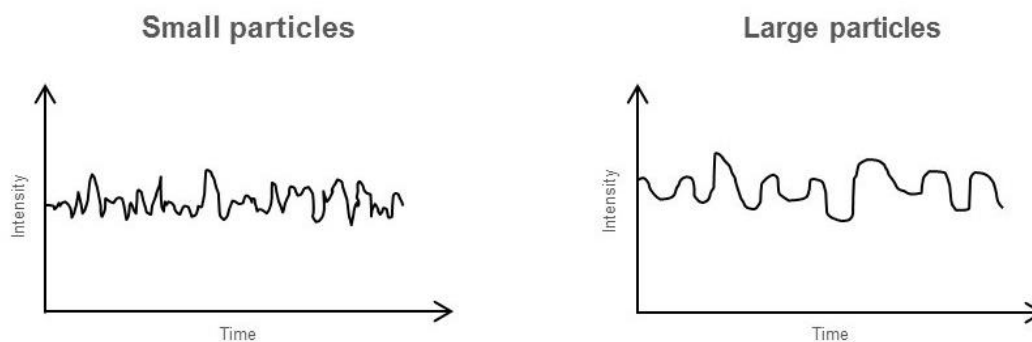 Small particles
Large particles
Intensity
Time
Intensity
Time